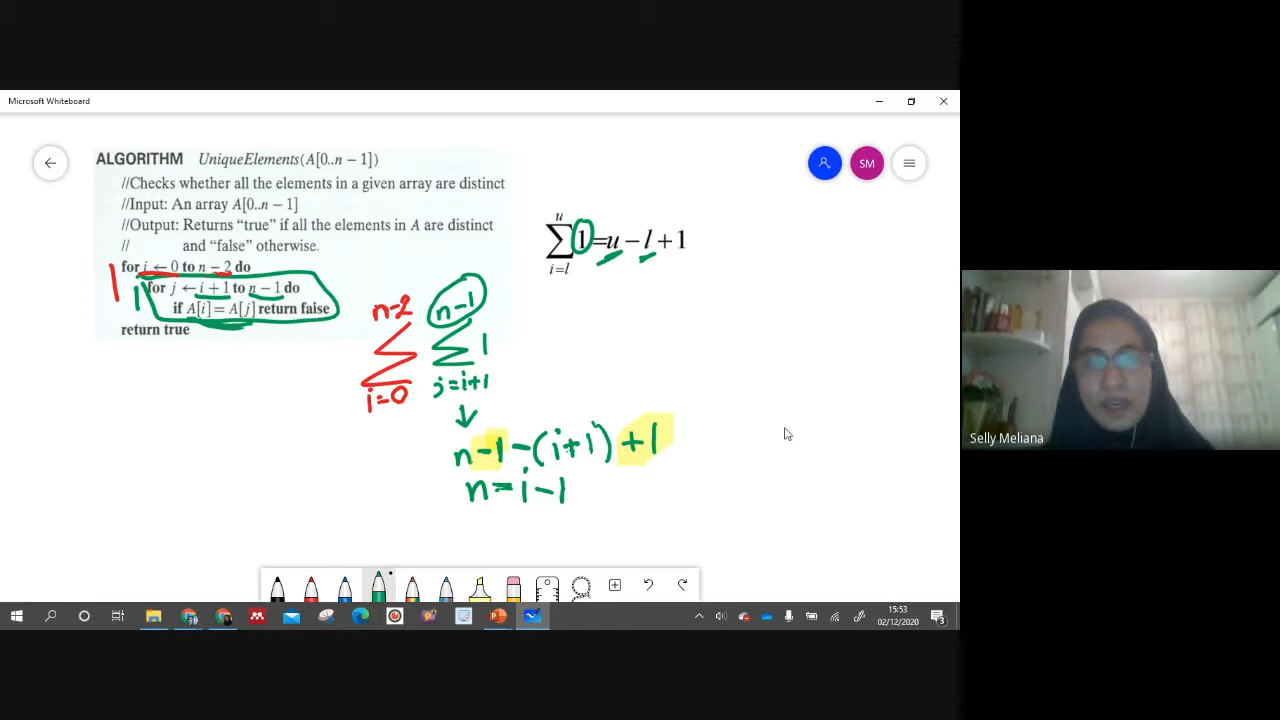 Microsoft Whiteboard
SM
ALGORITHM UniqueElements(A[0..n − 1])
//Checks whether all the elements in a given array are distinct
//Input: An array A[0..n − 1]
//Output: Returns “true” if all the elements in A are distinct
// and “false” otherwise.
for i ← 0 to n − 2 do
for j ← i + 1 to n − 1 do
if A[i] = A[j] return false
return true
u
∑ 1 = u − l + 1
i=l
n-2 n-1
∑ ∑ 1
i=0 j=i+1
↓
n-1-(i+1)+1
n=i-1
Selly Meliana
15:53
02/12/2020
3